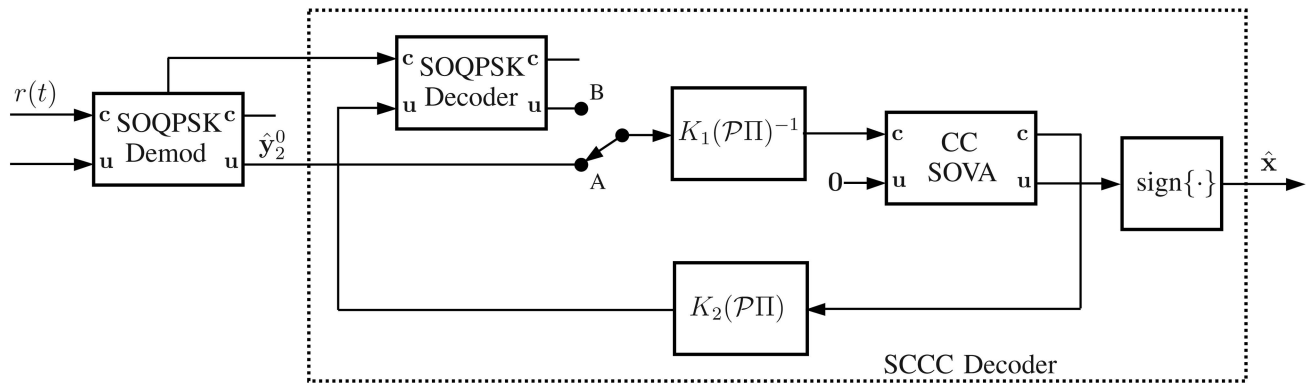 r(t)
c SOQPSK c
Demod
u u
ŷ₂⁰
c SOQPSK c
Decoder
u u
B
A
K₁(𝒫Π)⁻¹
0
c CC c
u SOVA u
sign{·}
x̂
K₂(𝒫Π)
SCCC Decoder